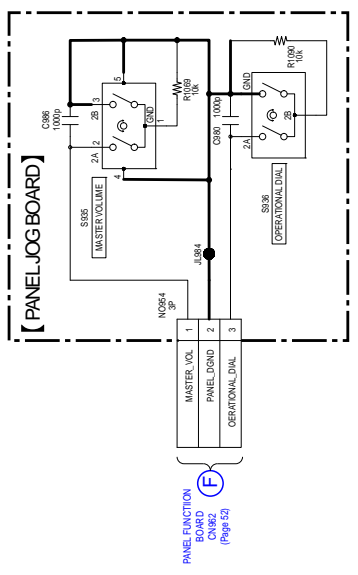 【PANEL JOG BOARD】
C986
1000p
S935
MASTER VOLUME
5
3
2B
2
2A
GND
1
4
R1069
10k
C980
1000p
R1090
10k
GND
2B
2A
S936
OPERATIONAL DIAL
JL984
NO954
3P
MASTER_VOL
1
PANEL_DGND
2
OERATIONAL_DIAL
3
F
PANEL FUNCTIION
BOARD
CN962
(Page 52)